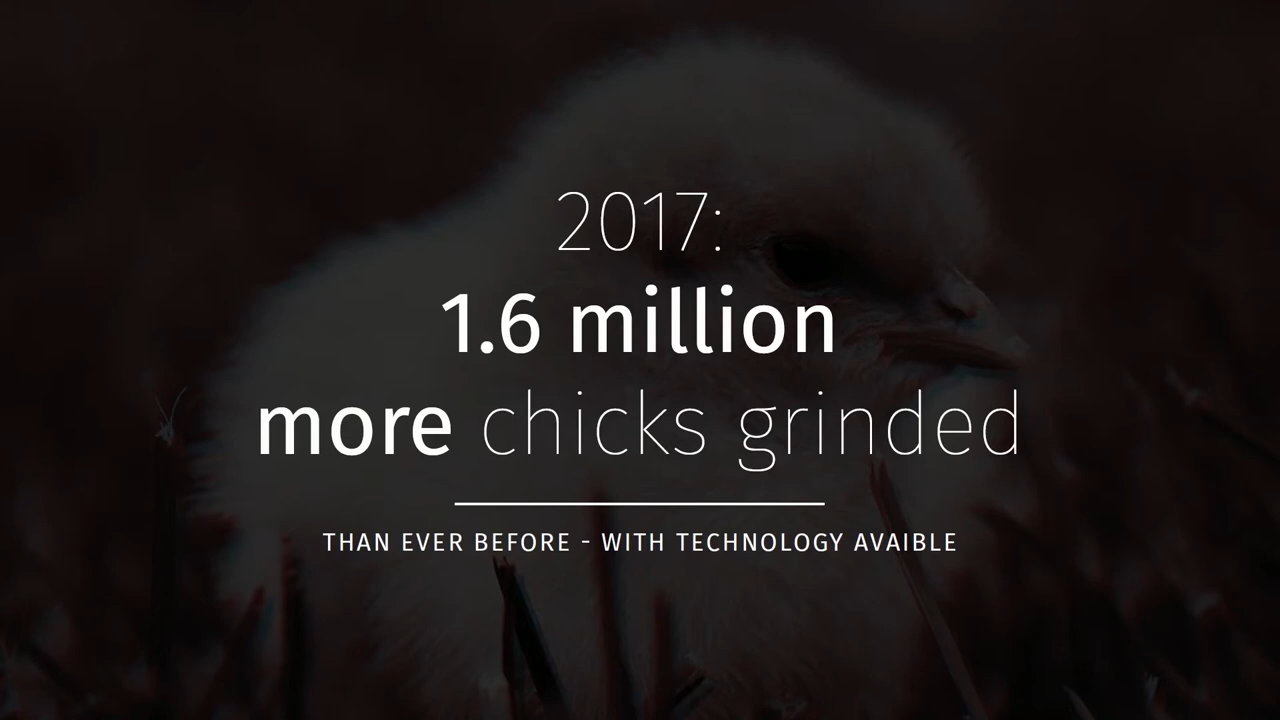 2017:
1.6 million
more chicks grinded
THAN EVER BEFORE - WITH TECHNOLOGY AVAIBLE